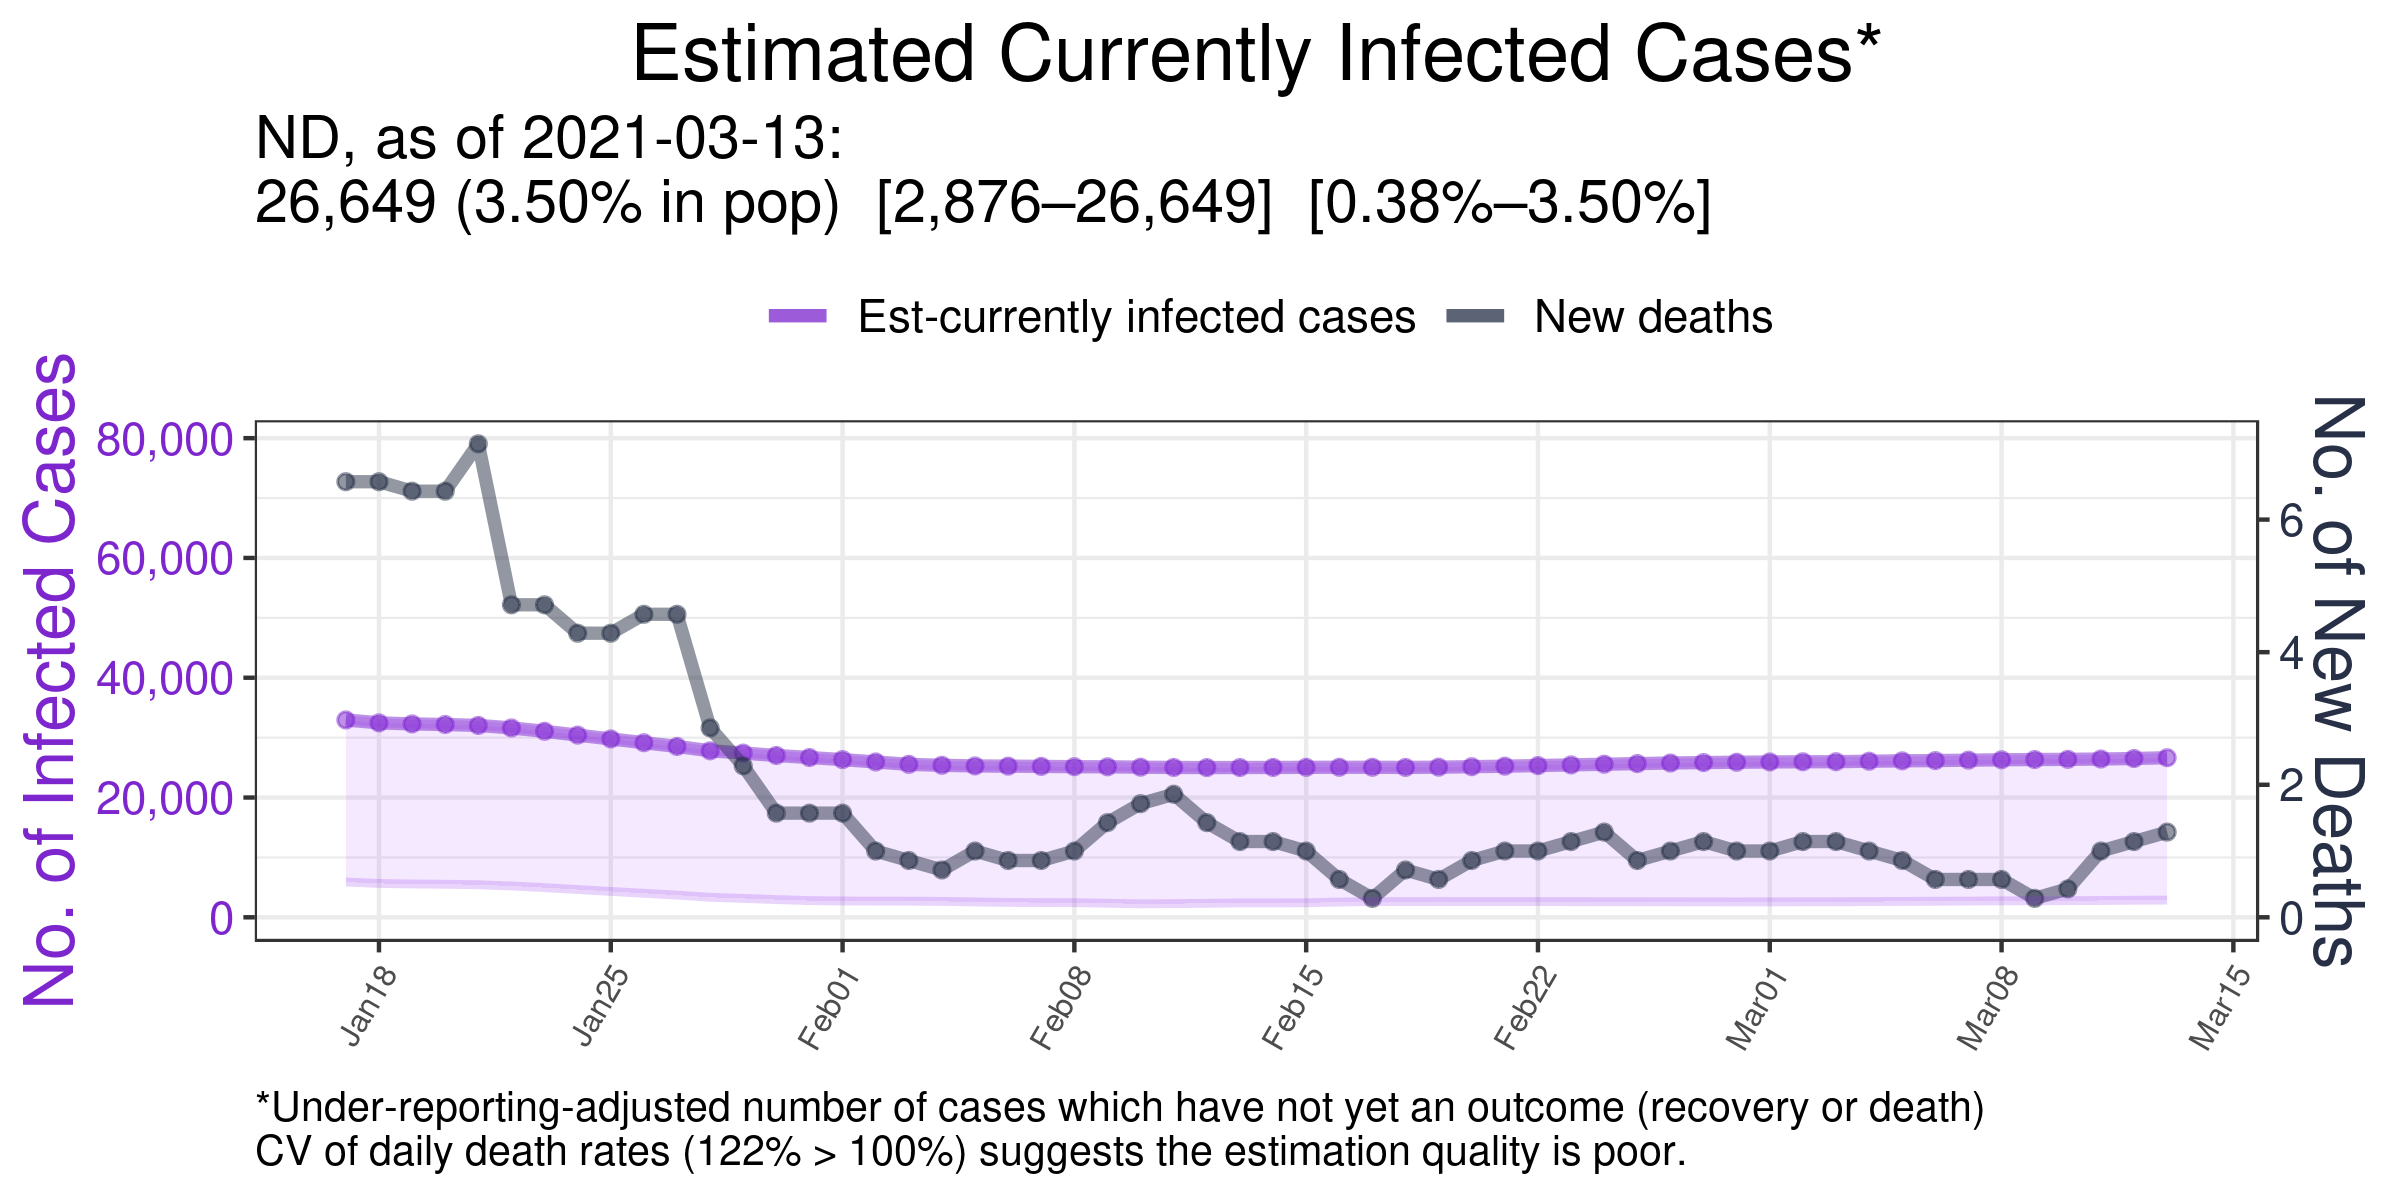 Estimated Currently Infected Cases*
ND, as of 2021-03-13:
26,649 (3.50% in pop)  [2,876–26,649]  [0.38%–3.50%]
Est-currently infected cases
New deaths
No. of Infected Cases
80,000
60,000
40,000
20,000
0
6
4
2
0
No. of New Deaths
Jan18
Jan25
Feb01
Feb08
Feb15
Feb22
Mar01
Mar08
Mar15
*Under-reporting-adjusted number of cases which have not yet an outcome (recovery or death)
CV of daily death rates (122% > 100%) suggests the estimation quality is poor.